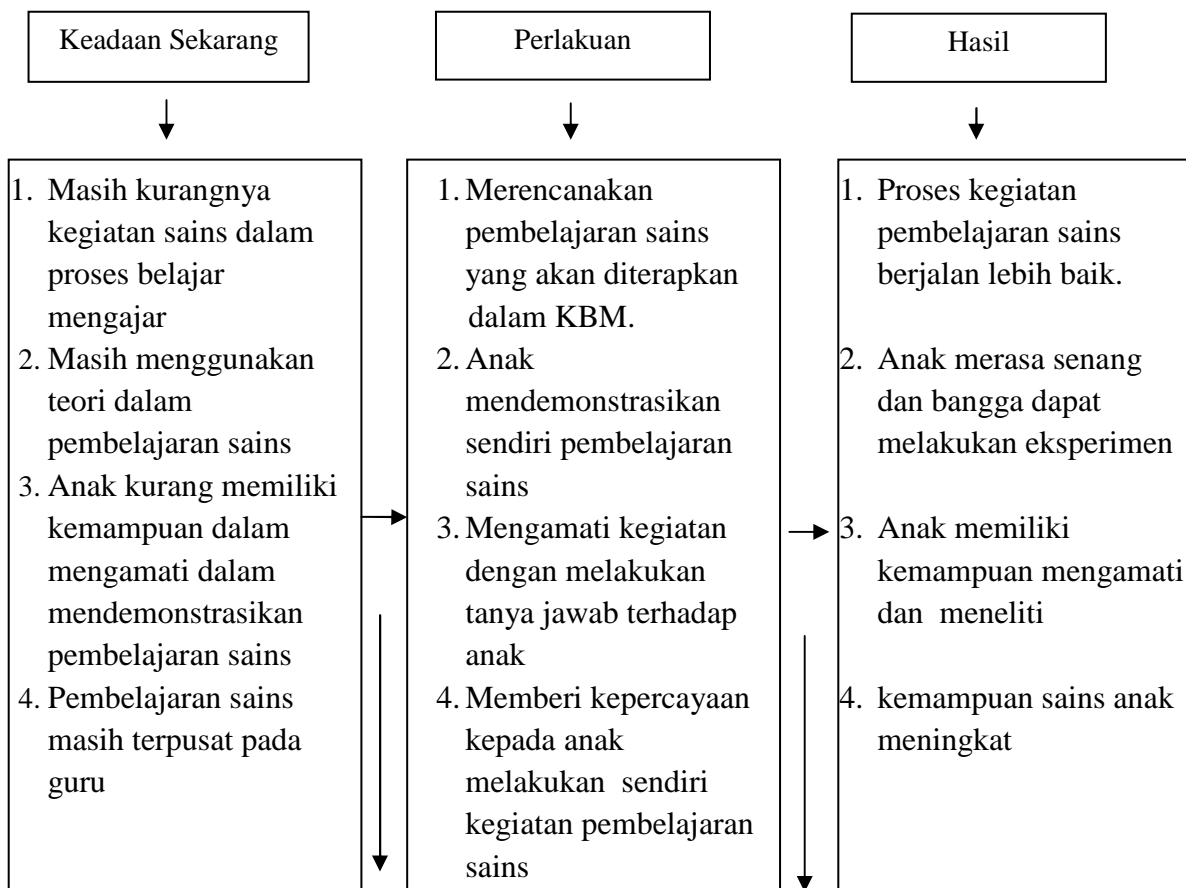 Keadaan Sekarang
Perlakuan
Hasil
1. Masih kurangnya
kegiatan sains dalam
proses belajar
mengajar
2. Masih menggunakan
teori dalam
pembelajaran sains
3. Anak kurang memiliki
kemampuan dalam
mengamati dalam
mendemonstrasikan
pembelajaran sains
4. Pembelajaran sains
masih terpusat pada
guru
1. Merencanakan
pembelajaran sains
yang akan diterapkan
dalam KBM.
2. Anak
mendemonstrasikan
sendiri pembelajaran
sains
3. Mengamati kegiatan
dengan melakukan
tanya jawab terhadap
anak
4. Memberi kepercayaan
kepada anak
melakukan sendiri
kegiatan pembelajaran
sains
1. Proses kegiatan
pembelajaran sains
berjalan lebih baik.
2. Anak merasa senang
dan bangga dapat
melakukan eksperimen
3. Anak memiliki
kemampuan mengamati
dan meneliti
4. kemampuan sains anak
meningkat